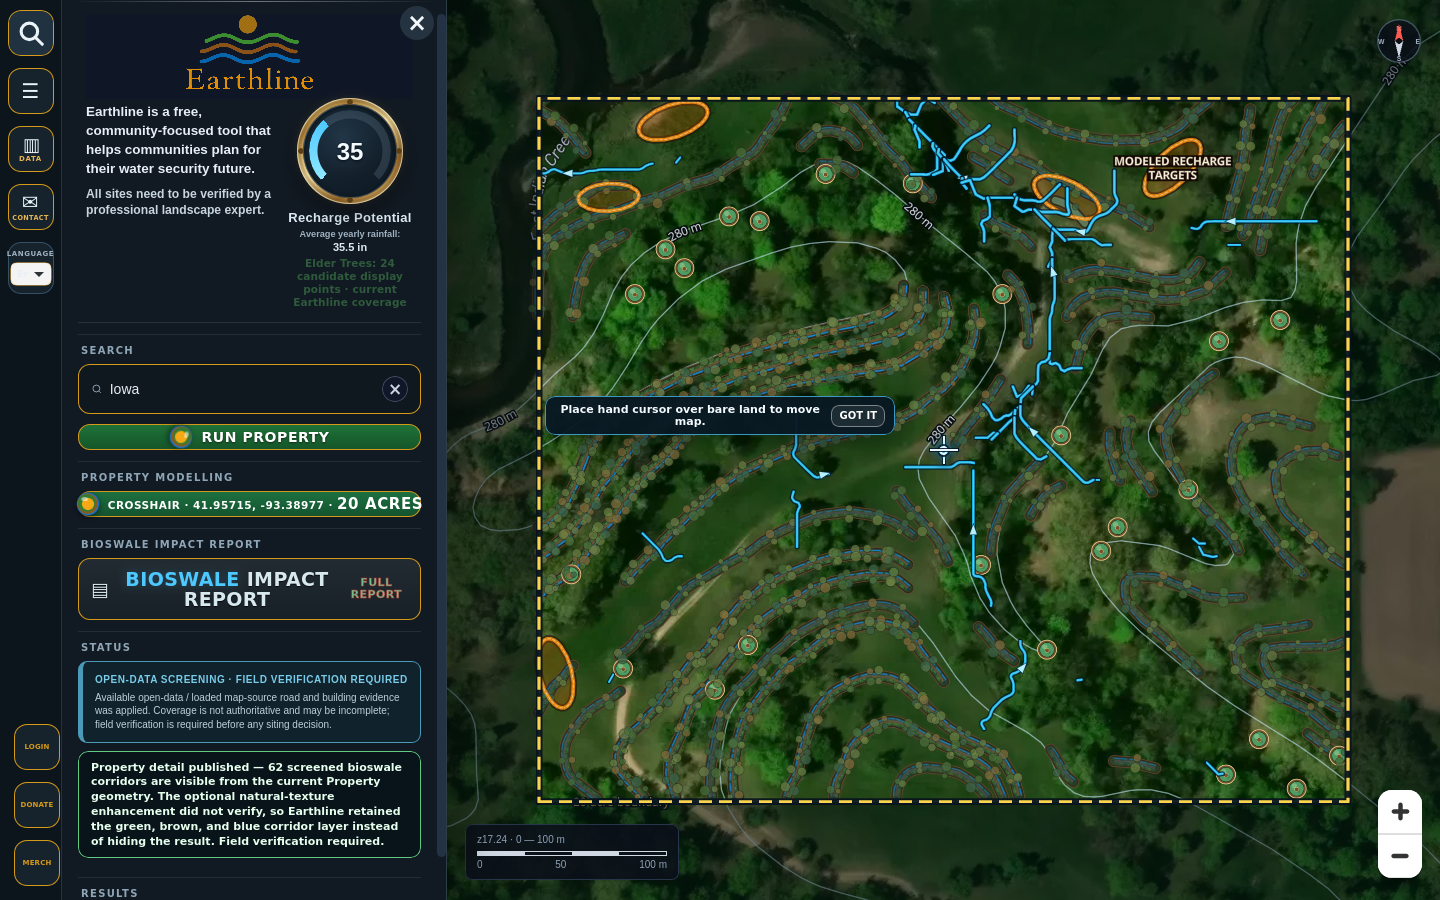 DATA
CONTACT
LANGUAGE
LOGIN
DONATE
MERCH
Earthline
Earthline is a free,
community-focused tool that
helps communities plan for
their water security future.
All sites need to be verified by a
professional landscape expert.
35
Recharge Potential
Average yearly rainfall:
35.5 in
Elder Trees: 24
candidate display
points · current
Earthline coverage
SEARCH
Iowa
RUN PROPERTY
PROPERTY MODELLING
CROSSHAIR · 41.95715, -93.38977 · 20 ACRES
BIOSWALE IMPACT REPORT
BIOSWALE IMPACT
REPORT
FULL
REPORT
STATUS
OPEN-DATA SCREENING · FIELD VERIFICATION REQUIRED
Available open-data / loaded map-source road and building evidence
was applied. Coverage is not authoritative and may be incomplete;
field verification is required before any siting decision.
Property detail published — 62 screened bioswale
corridors are visible from the current Property
geometry. The optional natural-texture
enhancement did not verify, so Earthline retained
the green, brown, and blue corridor layer instead
of hiding the result. Field verification required.
RESULTS
W
E
S
280 m
MODELED RECHARGE
TARGETS
280 m
280 m
280 m
280 m
Place hand cursor over bare land to move
map.
GOT IT
z17.24 · 0 — 100 m
0
50
100 m